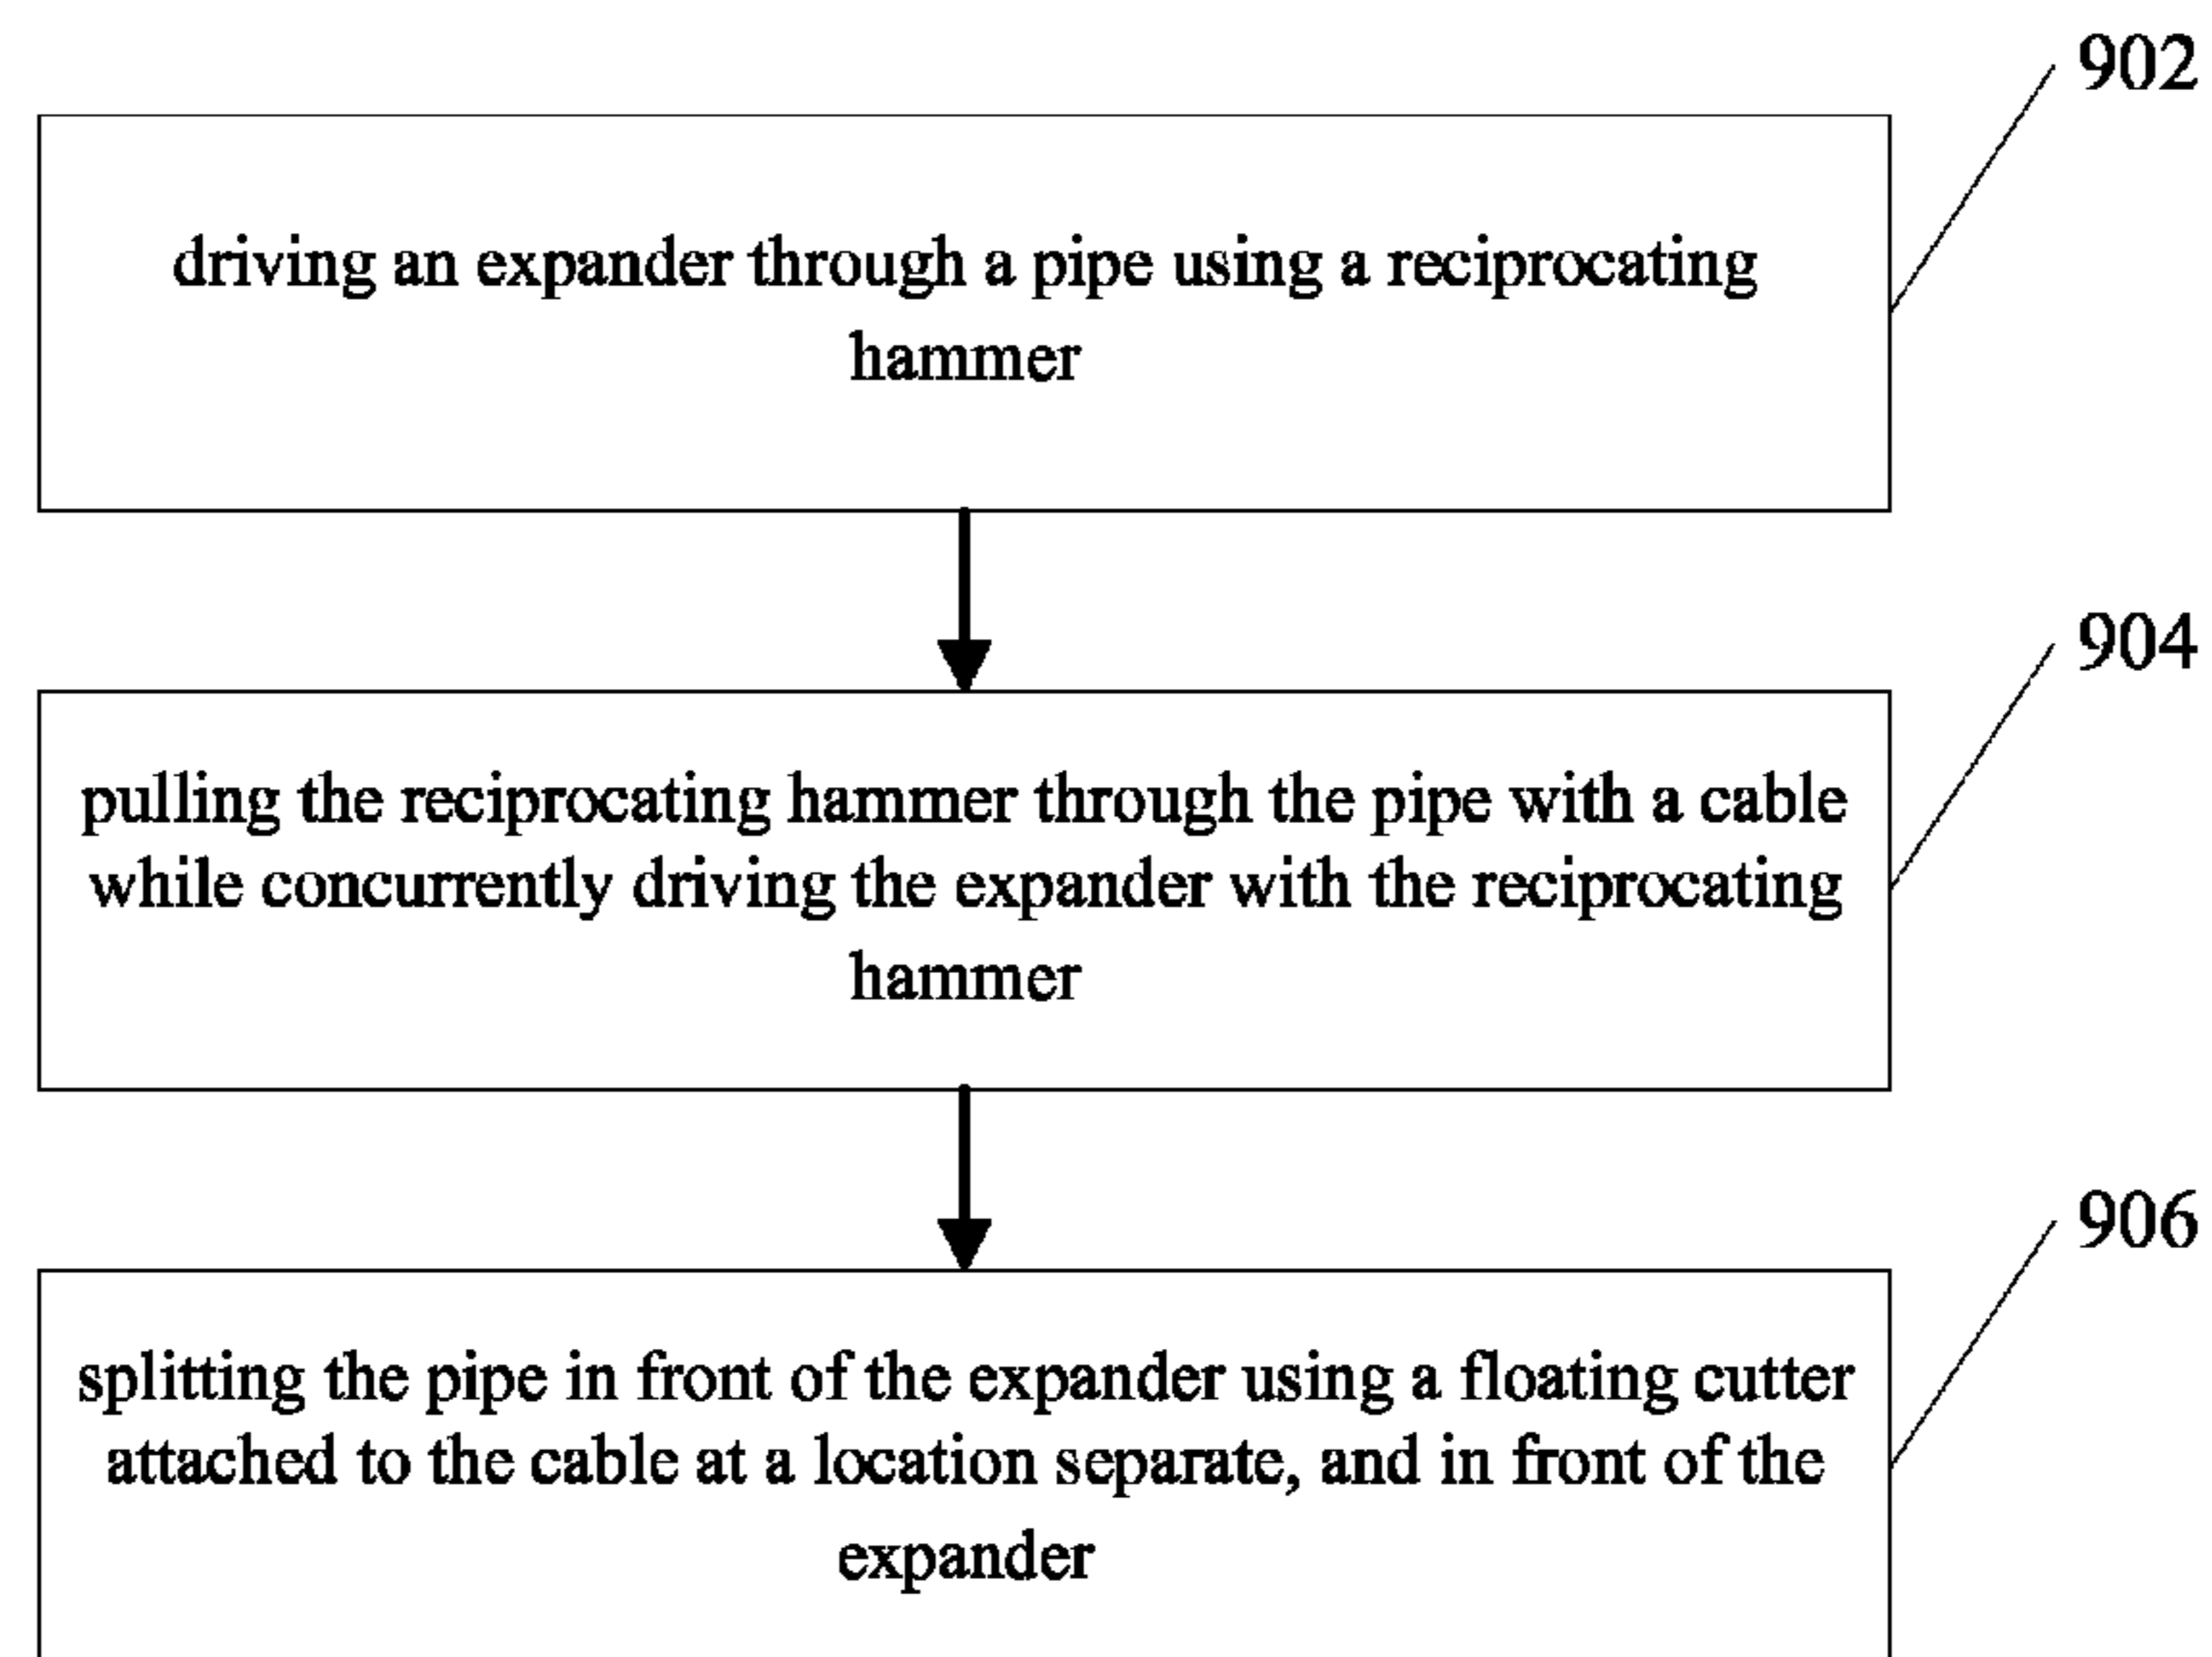 902
driving an expander through a pipe using a reciprocating
hammer
904
pulling the reciprocating hammer through the pipe with a cable
while concurrently driving the expander with the reciprocating
hammer
906
splitting the pipe in front of the expander using a floating cutter
attached to the cable at a location separate, and in front of the
expander